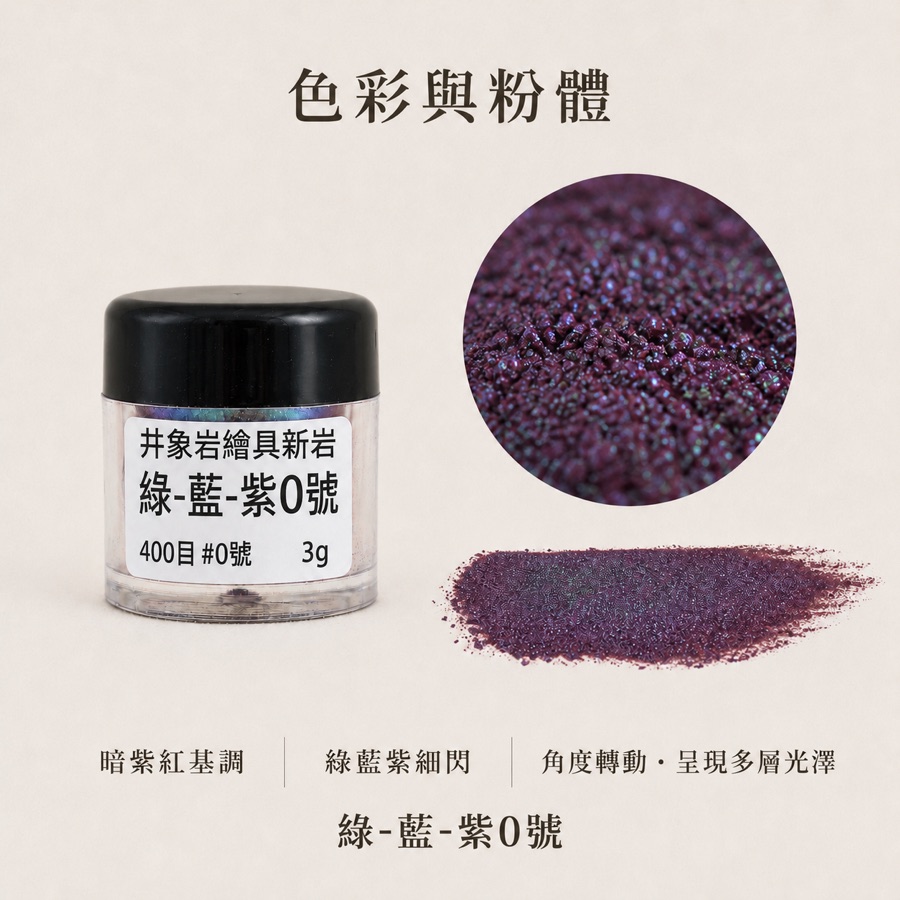 色彩與粉體
井象岩繪具新岩
綠-藍-紫0號
400目 #0號 3g
暗紫紅基調
綠藍紫細閃
角度轉動・呈現多層光澤
綠-藍-紫0號